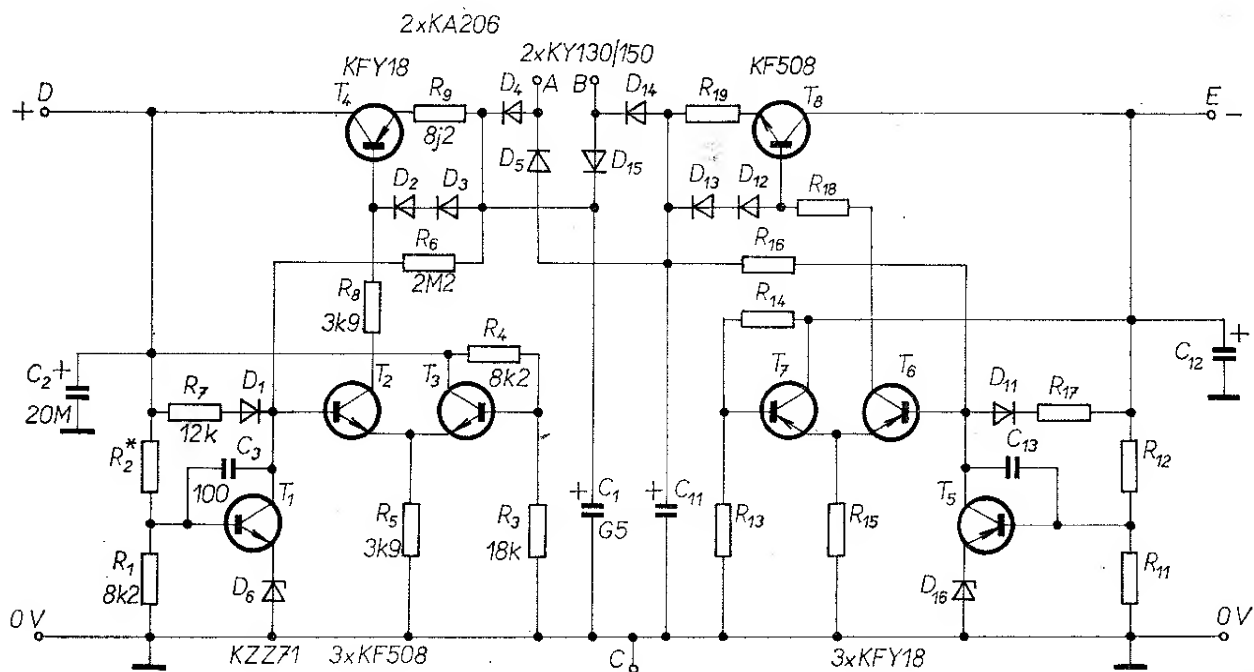 2xKA206
2xKY130/150
KFY18
KF508
+ D
T4
R9
8j2
D4
A
B
D14
R19
T8
E -
D5
D15
D2
D3
D13
D12
R18
R6
2M2
R16
R8
3k9
R14
R4
8k2
C2 +
20M
R7
12k
D1
T2
T3
T7
T6
D11
R17
+
C12
R2*
C3
100
T1
C13
R12
R5
3k9
R3
18k
+ C1
G5
+ C11
R13
R15
T5
R1
8k2
D6
D16
R11
0V
0V
KZZ71
3xKF508
C
3xKFY18